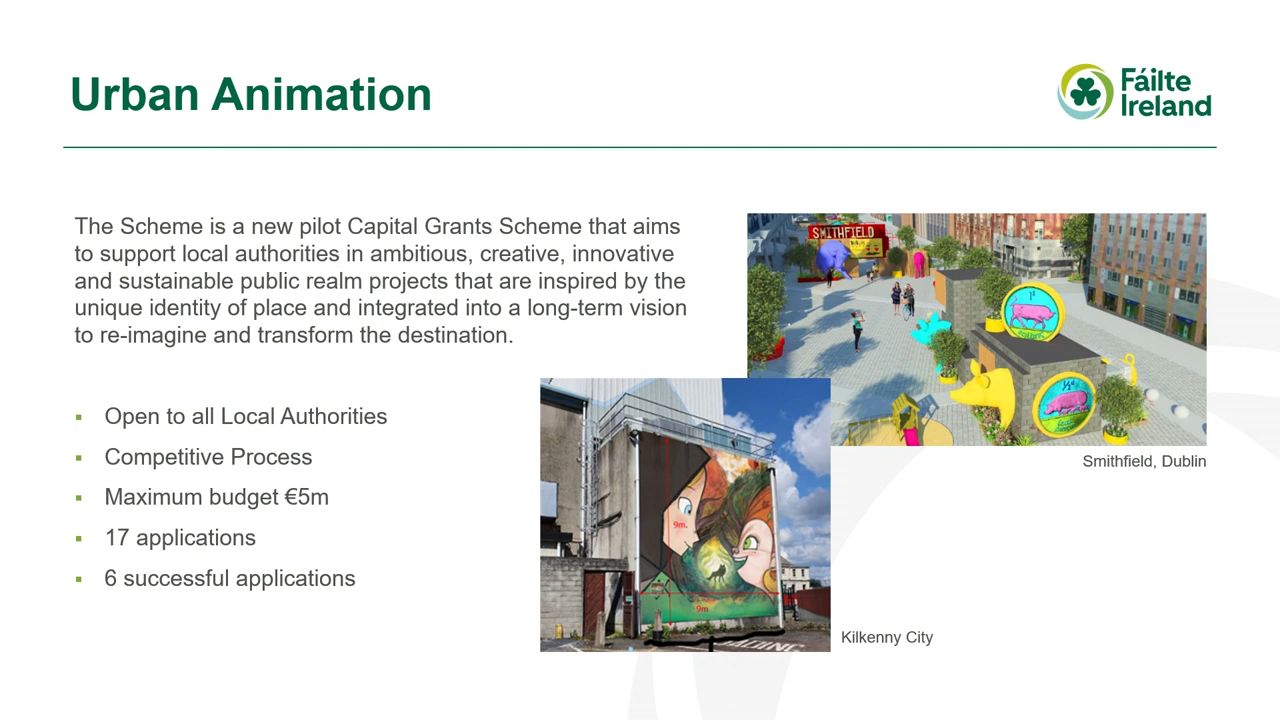 Urban Animation
Fáilte
Ireland
The Scheme is a new pilot Capital Grants Scheme that aims
to support local authorities in ambitious, creative, innovative
and sustainable public realm projects that are inspired by the
unique identity of place and integrated into a long-term vision
to re-imagine and transform the destination.
▪ Open to all Local Authorities
▪ Competitive Process
▪ Maximum budget €5m
▪ 17 applications
▪ 6 successful applications
SMITHFIELD
Smithfield, Dublin
9m.
9m
Kilkenny City